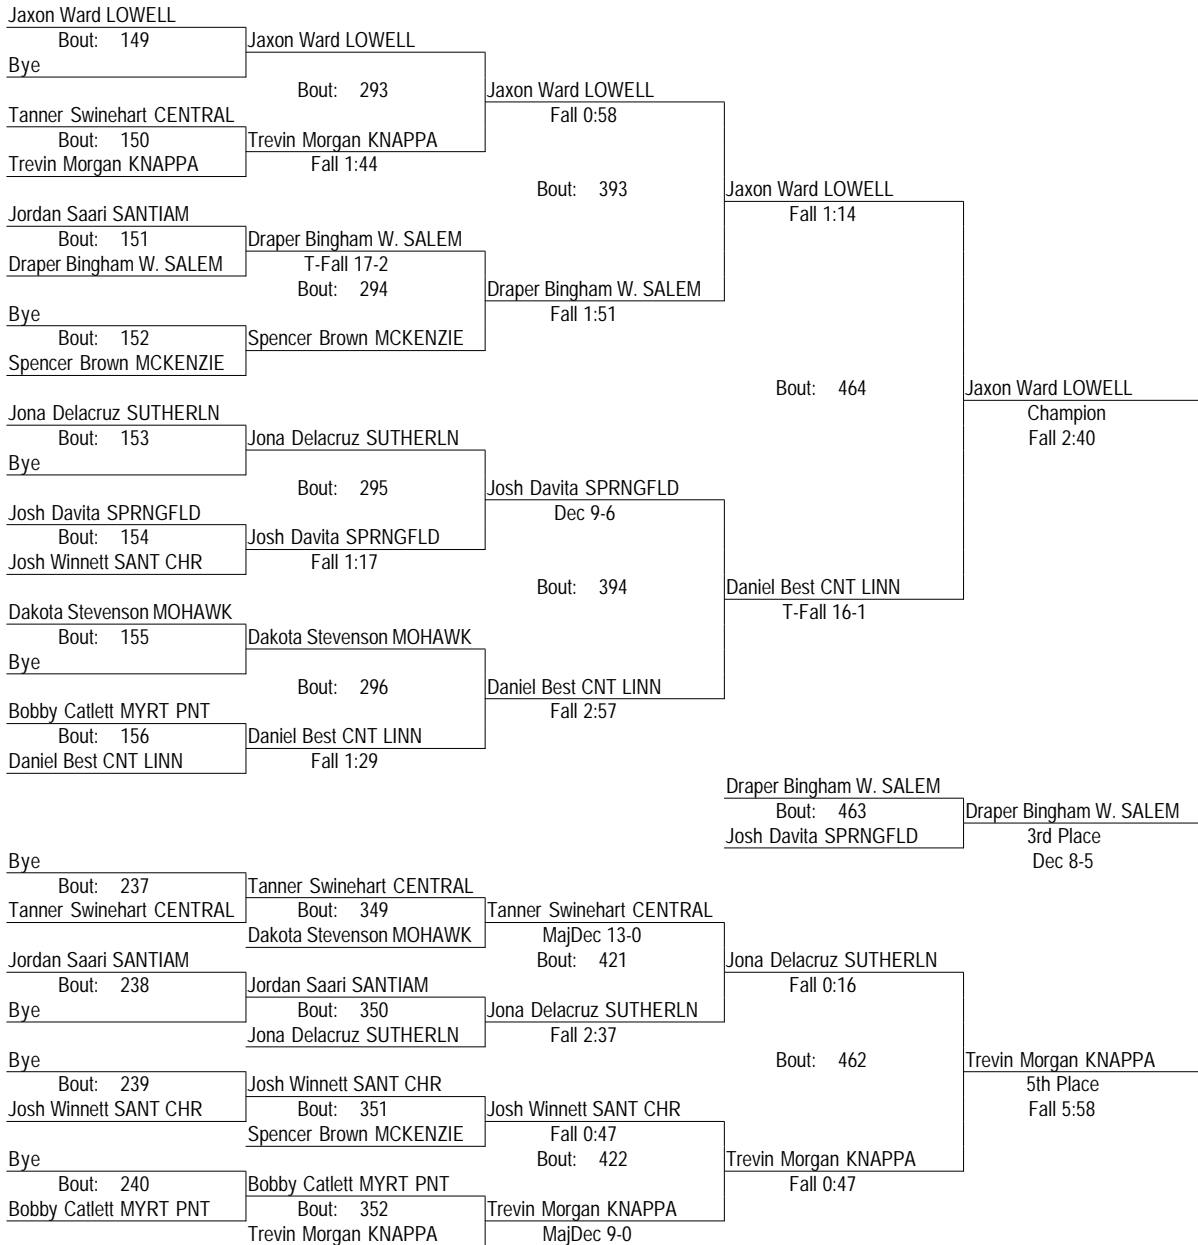 Jaxon Ward LOWELL
Bout: 149 Jaxon Ward LOWELL
Bye
Bout: 293 Jaxon Ward LOWELL
Tanner Swinehart CENTRAL Fall 0:58
Bout: 150 Trevin Morgan KNAPPA
Trevin Morgan KNAPPA Fall 1:44
Bout: 393 Jaxon Ward LOWELL
Jordan Saari SANTIAM Fall 1:14
Bout: 151 Draper Bingham W. SALEM
Draper Bingham W. SALEM T-Fall 17-2
Bout: 294 Draper Bingham W. SALEM
Bye Fall 1:51
Bout: 152 Spencer Brown MCKENZIE
Spencer Brown MCKENZIE
Bout: 464 Jaxon Ward LOWELL
Jona Delacruz SUTHERLN Champion
Bout: 153 Jona Delacruz SUTHERLN Fall 2:40
Bye
Bout: 295 Josh Davita SPRNGFLD
Josh Davita SPRNGFLD Dec 9-6
Bout: 154 Josh Davita SPRNGFLD
Josh Winnett SANT CHR Fall 1:17
Bout: 394 Daniel Best CNT LINN
Dakota Stevenson MOHAWK T-Fall 16-1
Bout: 155 Dakota Stevenson MOHAWK
Bye
Bout: 296 Daniel Best CNT LINN
Bobby Catlett MYRT PNT Fall 2:57
Bout: 156 Daniel Best CNT LINN
Daniel Best CNT LINN Fall 1:29
Draper Bingham W. SALEM
Bout: 463 Draper Bingham W. SALEM
Josh Davita SPRNGFLD 3rd Place
Bye Dec 8-5
Bout: 237 Tanner Swinehart CENTRAL
Tanner Swinehart CENTRAL Bout: 349 Tanner Swinehart CENTRAL
Dakota Stevenson MOHAWK MajDec 13-0
Jordan Saari SANTIAM Bout: 421 Jona Delacruz SUTHERLN
Bout: 238 Jordan Saari SANTIAM Fall 0:16
Bye Bout: 350 Jona Delacruz SUTHERLN
Jona Delacruz SUTHERLN Fall 2:37
Bye Bout: 462 Trevin Morgan KNAPPA
Bout: 239 Josh Winnett SANT CHR 5th Place
Josh Winnett SANT CHR Bout: 351 Josh Winnett SANT CHR Fall 5:58
Spencer Brown MCKENZIE Fall 0:47
Bye Bout: 422 Trevin Morgan KNAPPA
Bout: 240 Bobby Catlett MYRT PNT Fall 0:47
Bobby Catlett MYRT PNT Bout: 352 Trevin Morgan KNAPPA
Trevin Morgan KNAPPA MajDec 9-0